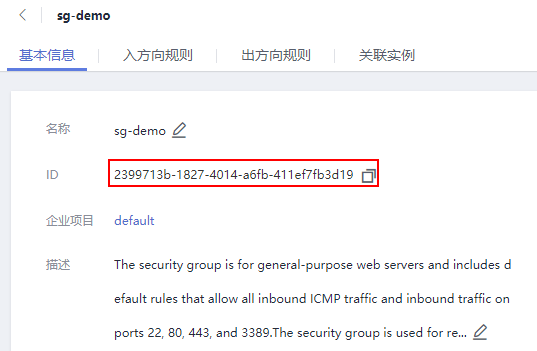 sg-demo
基本信息 入方向规则 出方向规则 关联实例
名称 sg-demo
ID 2399713b-1827-4014-a6fb-411ef7fb3d19
企业项目 default
描述 The security group is for general-purpose web servers and includes d
efault rules that allow all inbound ICMP traffic and inbound traffic on
ports 22, 80, 443, and 3389.The security group is used for re...